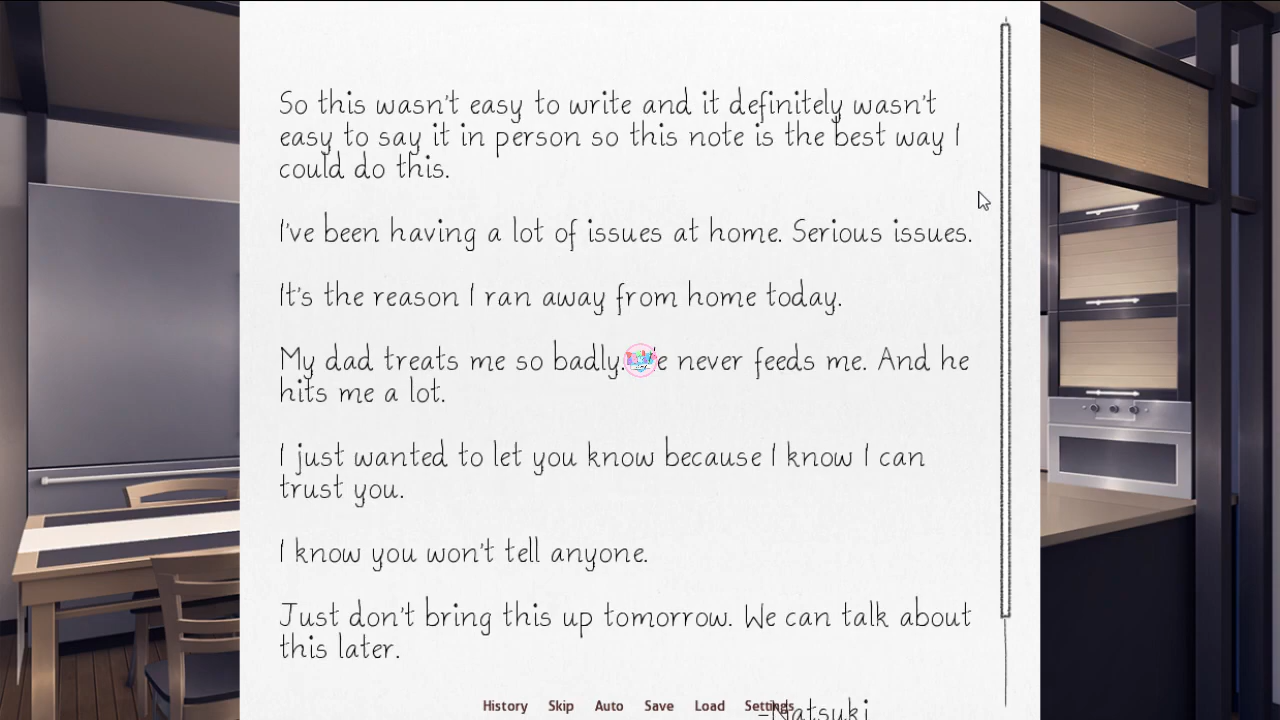 So this wasn't easy to write and it definitely wasn't
easy to say it in person so this note is the best way I
could do this.
I've been having a lot of issues at home. Serious issues.
It's the reason I ran away from home today.
My dad treats me so badly. He never feeds me. And he
hits me a lot.
I just wanted to let you know because I know I can
trust you.
I know you won't tell anyone.
Just don't bring this up tomorrow. We can talk about
this later.
-Natsuki
History Skip Auto Save Load Settings